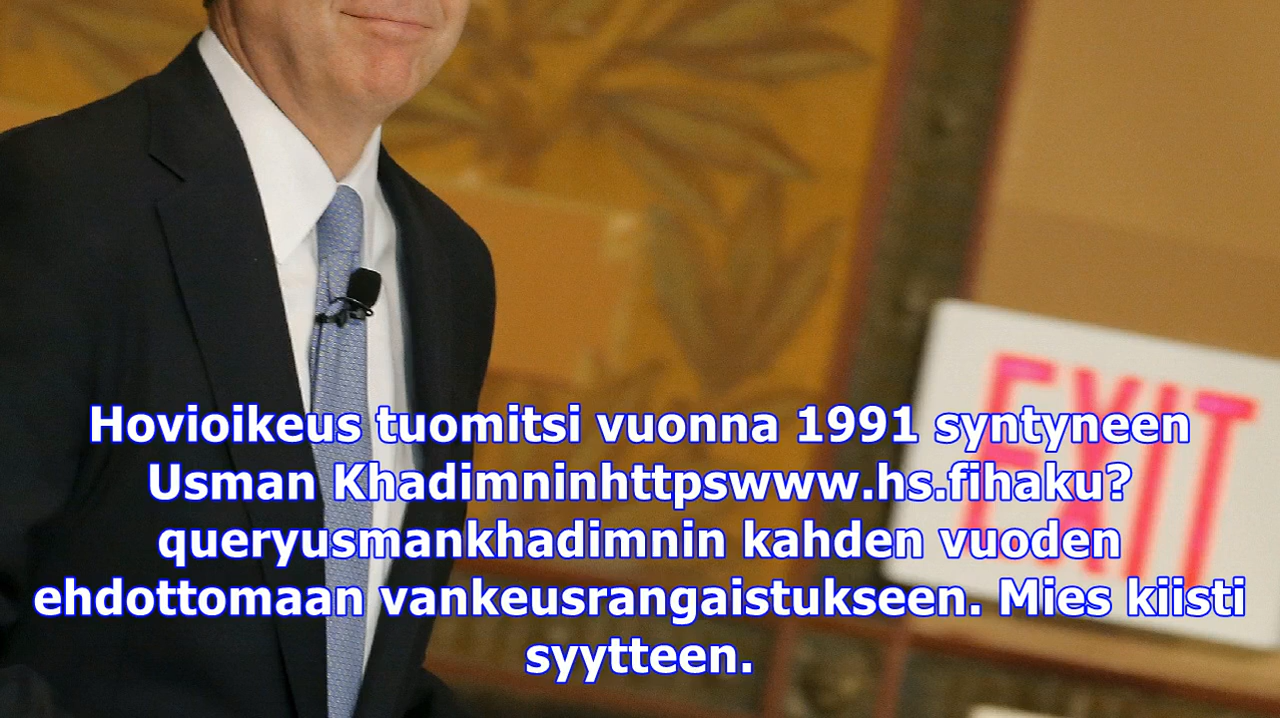 EXIT
Hovioikeus tuomitsi vuonna 1991 syntyneen
Usman Khadimninhttpswww.hs.fihaku?
queryusmankhadimnin kahden vuoden
ehdottomaan vankeusrangaistukseen. Mies kiisti
syytteen.